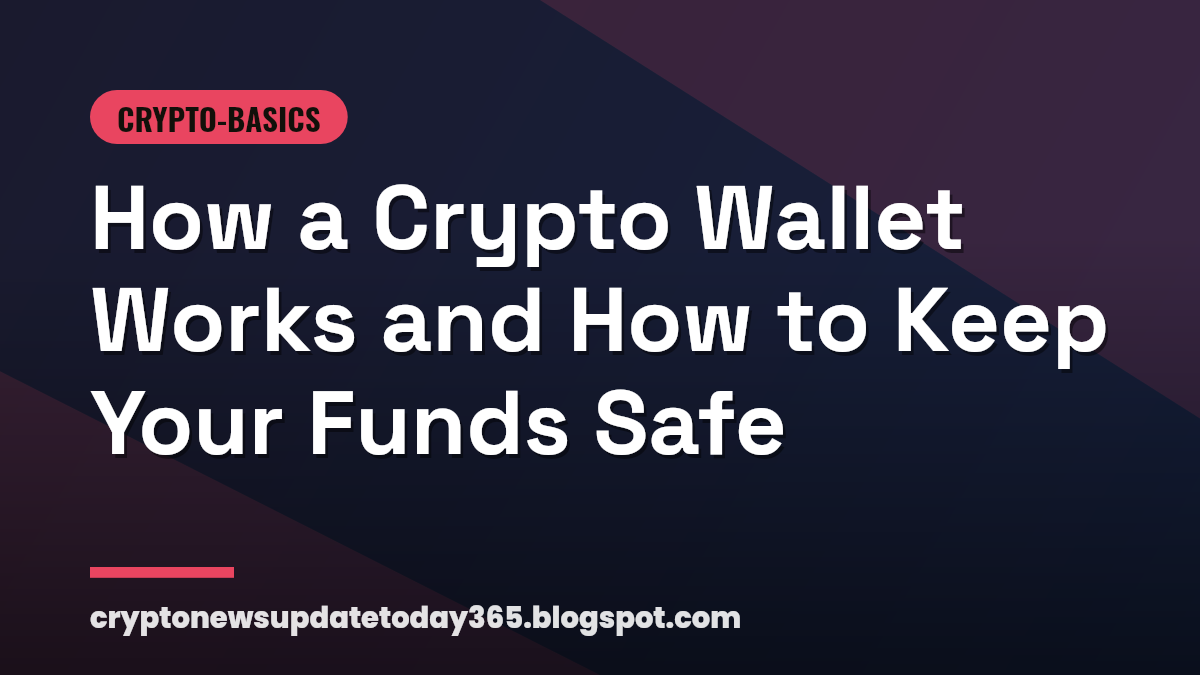 CRYPTO-BASICS
How a Crypto Wallet
Works and How to Keep
Your Funds Safe
cryptonewsupdatetoday365.blogspot.com